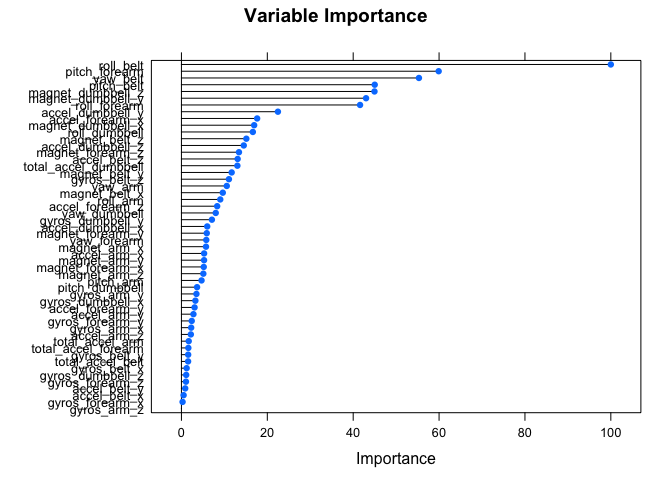 Variable Importance
roll_belt
pitch_forearm
yaw_belt
pitch_belt
magnet_dumbbell_z
magnet_dumbbell_y
roll_forearm
accel_dumbbell_y
accel_forearm_x
magnet_dumbbell_x
roll_dumbbell
magnet_belt_z
accel_dumbbell_z
magnet_forearm_z
accel_belt_z
total_accel_dumbbell
magnet_belt_y
gyros_belt_z
yaw_arm
magnet_belt_x
roll_arm
accel_forearm_z
yaw_dumbbell
gyros_dumbbell_y
accel_dumbbell_x
magnet_forearm_y
yaw_forearm
magnet_arm_x
accel_arm_x
magnet_arm_y
magnet_forearm_x
magnet_arm_z
pitch_arm
pitch_dumbbell
gyros_arm_y
gyros_dumbbell_x
accel_forearm_y
accel_arm_y
gyros_forearm_y
gyros_arm_x
accel_arm_z
total_accel_arm
total_accel_forearm
gyros_belt_y
total_accel_belt
gyros_belt_x
gyros_dumbbell_z
gyros_forearm_z
accel_belt_y
accel_belt_x
gyros_forearm_x
gyros_arm_z
0 20 40 60 80 100
Importance